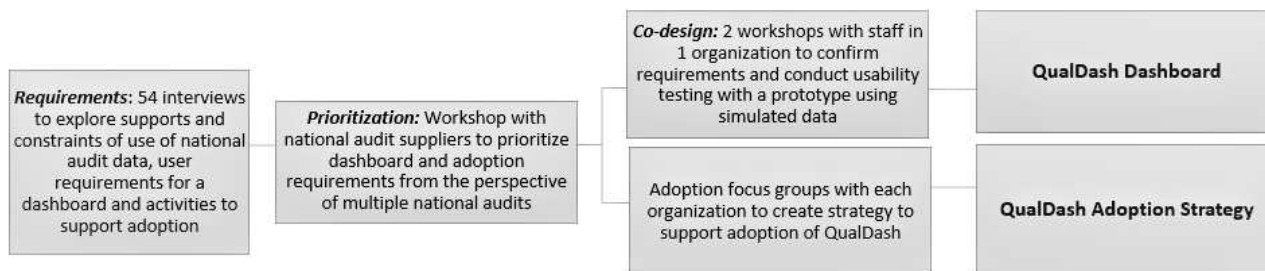 Requirements: 54 interviews
to explore supports and
constraints of use of national
audit data, user
requirements for a
dashboard and activities to
support adoption
Prioritization: Workshop with
national audit suppliers to prioritize
dashboard and adoption
requirements from the perspective
of multiple national audits
Co-design: 2 workshops with staff in
1 organization to confirm
requirements and conduct usability
testing with a prototype using
simulated data
Adoption focus groups with each
organization to create strategy to
support adoption of QualDash
QualDash Dashboard
QualDash Adoption Strategy